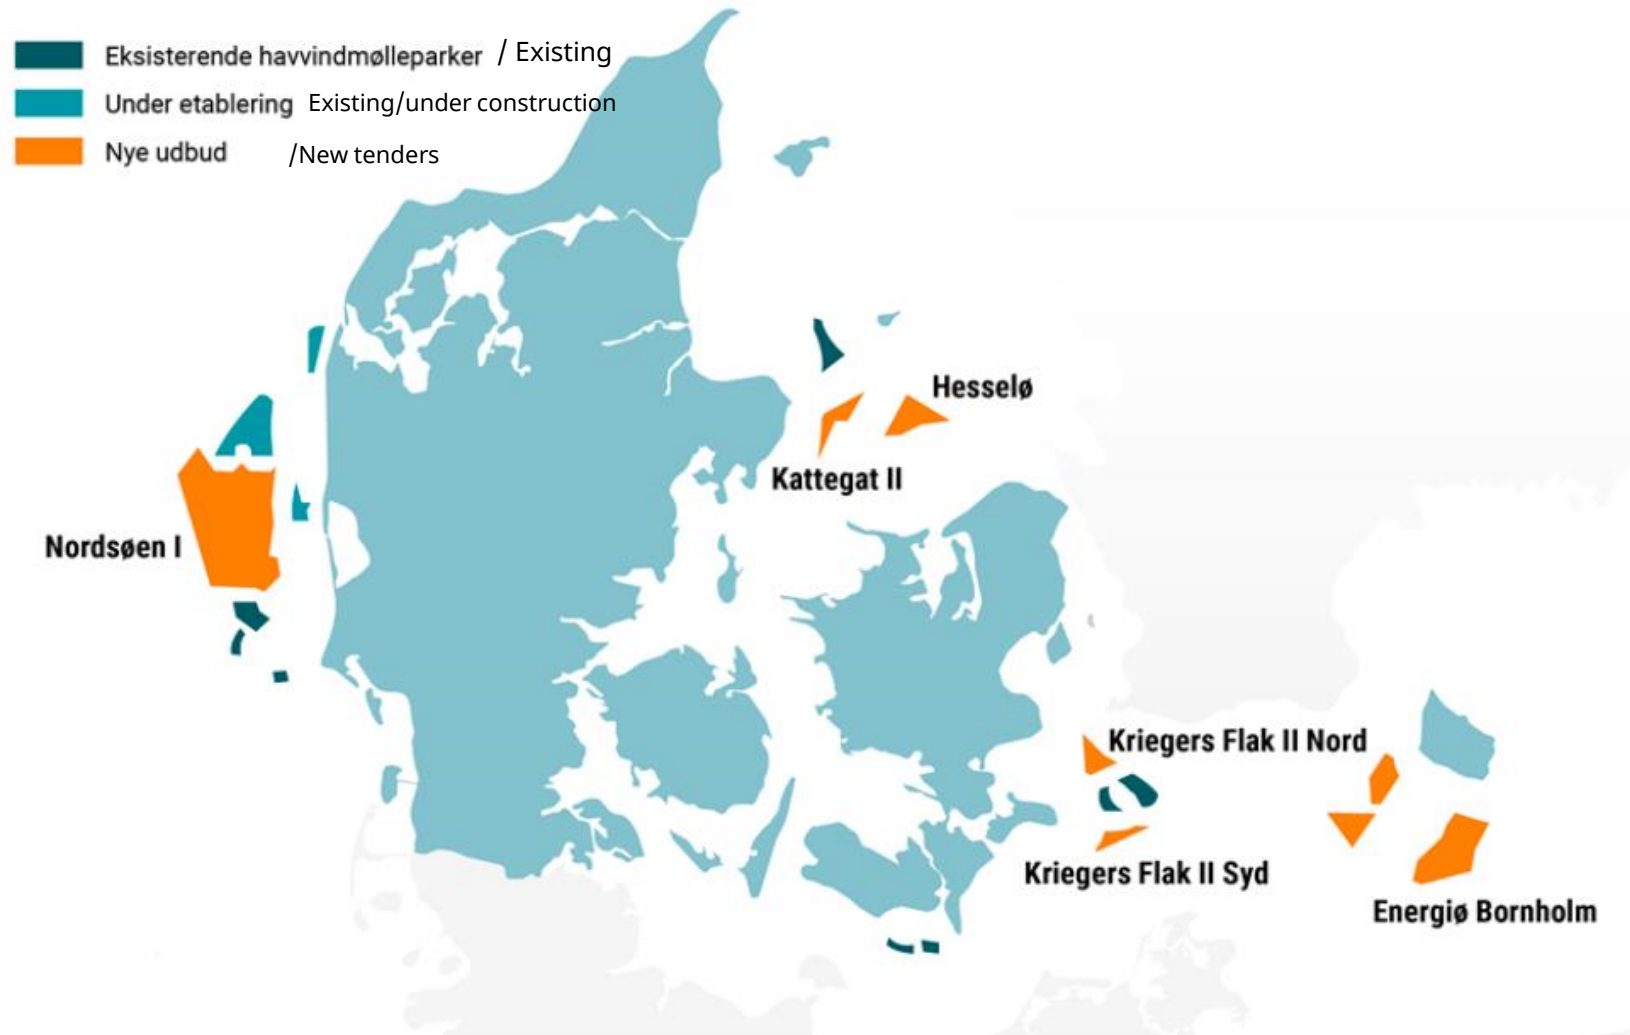 Eksisterende havvindmølleparker / Existing
Under etablering Existing/under construction
Nye udbud /New tenders
Hesselø
Kattegat II
Nordsøen I
Kriegers Flak II Nord
Kriegers Flak II Syd
Energiø Bornholm